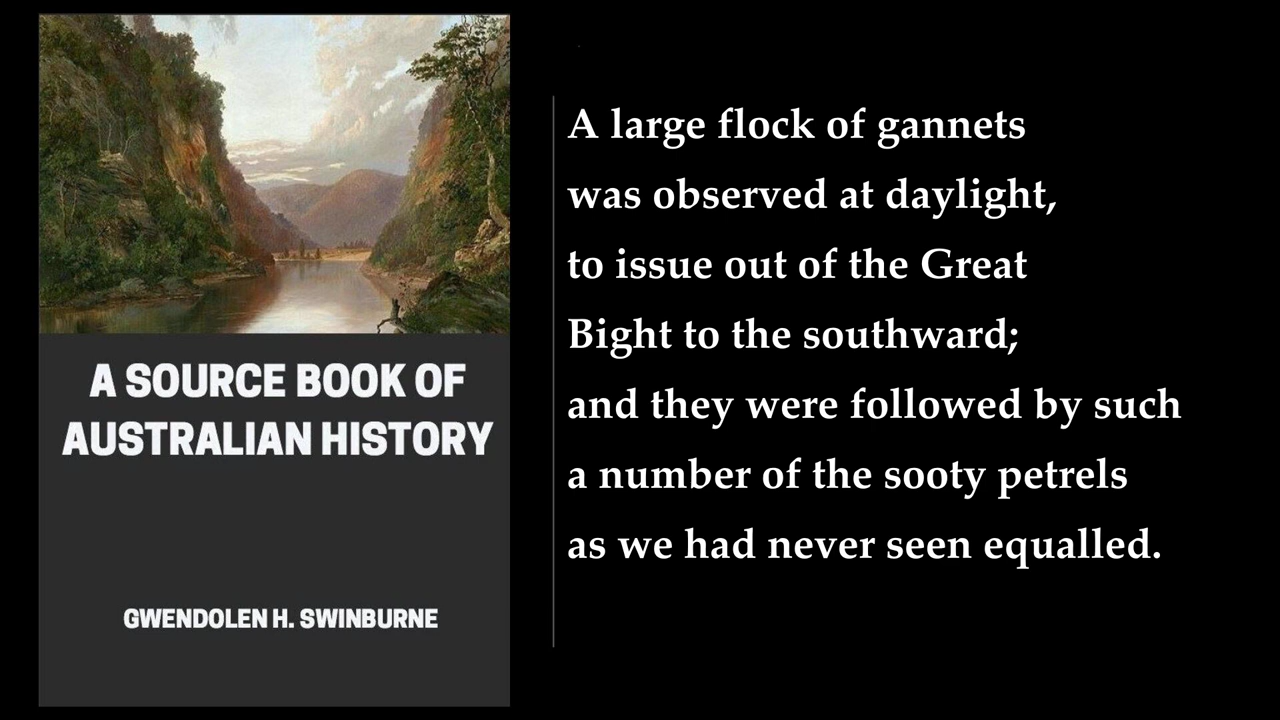 A SOURCE BOOK OF
AUSTRALIAN HISTORY
GWENDOLEN H. SWINBURNE
A large flock of gannets
was observed at daylight,
to issue out of the Great
Bight to the southward;
and they were followed by such
a number of the sooty petrels
as we had never seen equalled.